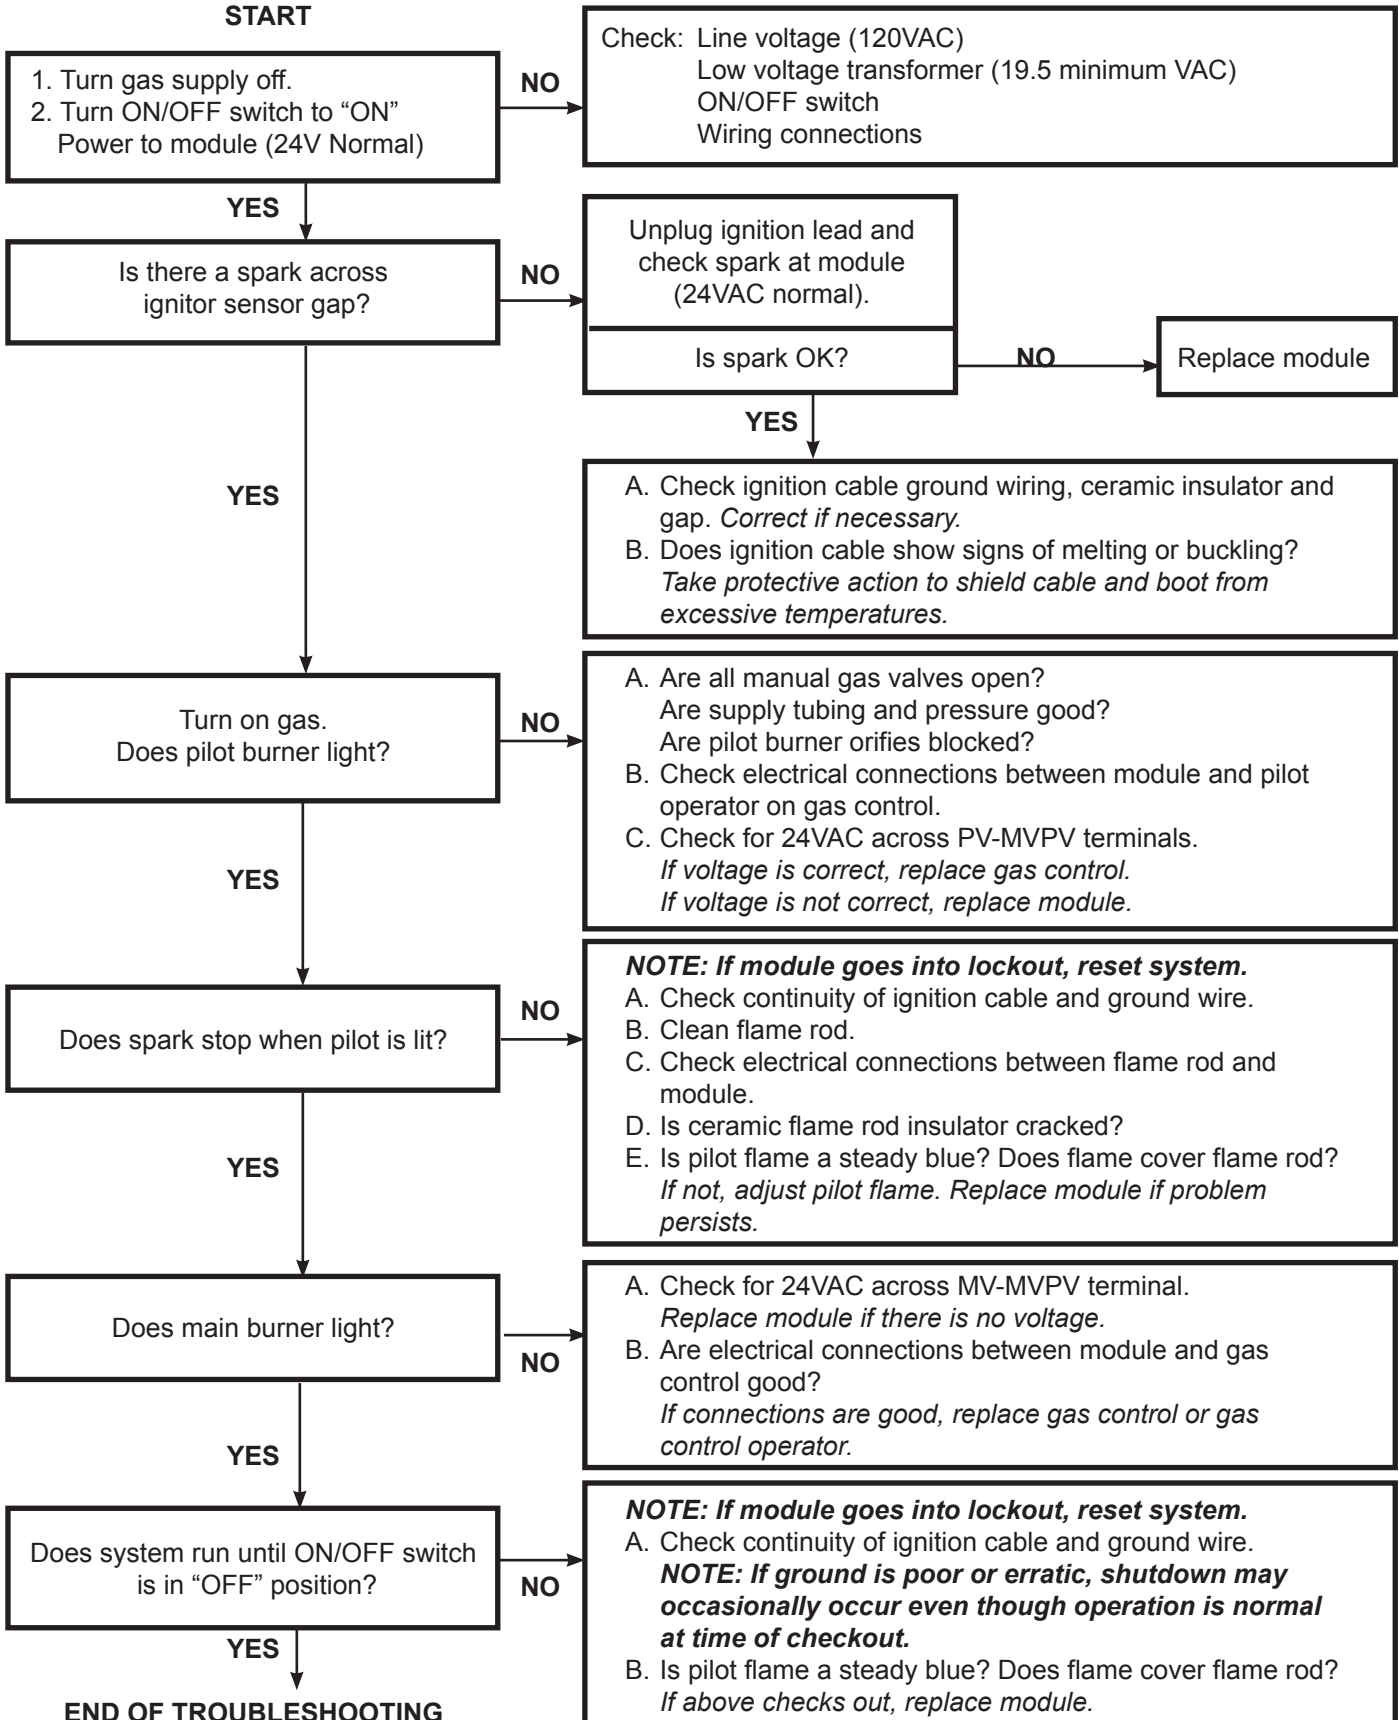 START
1. Turn gas supply off.
2. Turn ON/OFF switch to “ON”
Power to module (24V Normal)
NO
Check: Line voltage (120VAC)
Low voltage transformer (19.5 minimum VAC)
ON/OFF switch
Wiring connections
YES
Is there a spark across
ignitor sensor gap?
NO
Unplug ignition lead and
check spark at module
(24VAC normal).
Is spark OK?
NO
Replace module
YES
A. Check ignition cable ground wiring, ceramic insulator and
gap. Correct if necessary.
B. Does ignition cable show signs of melting or buckling?
Take protective action to shield cable and boot from
excessive temperatures.
YES
Turn on gas.
Does pilot burner light?
NO
A. Are all manual gas valves open?
Are supply tubing and pressure good?
Are pilot burner orifies blocked?
B. Check electrical connections between module and pilot
operator on gas control.
C. Check for 24VAC across PV-MVPV terminals.
If voltage is correct, replace gas control.
If voltage is not correct, replace module.
YES
Does spark stop when pilot is lit?
NO
NOTE: If module goes into lockout, reset system.
A. Check continuity of ignition cable and ground wire.
B. Clean flame rod.
C. Check electrical connections between flame rod and
module.
D. Is ceramic flame rod insulator cracked?
E. Is pilot flame a steady blue? Does flame cover flame rod?
If not, adjust pilot flame. Replace module if problem
persists.
YES
Does main burner light?
NO
A. Check for 24VAC across MV-MVPV terminal.
Replace module if there is no voltage.
B. Are electrical connections between module and gas
control good?
If connections are good, replace gas control or gas
control operator.
YES
Does system run until ON/OFF switch
is in “OFF” position?
NO
NOTE: If module goes into lockout, reset system.
A. Check continuity of ignition cable and ground wire.
NOTE: If ground is poor or erratic, shutdown may
occasionally occur even though operation is normal
at time of checkout.
B. Is pilot flame a steady blue? Does flame cover flame rod?
If above checks out, replace module.
YES
END OF TROUBLESHOOTING